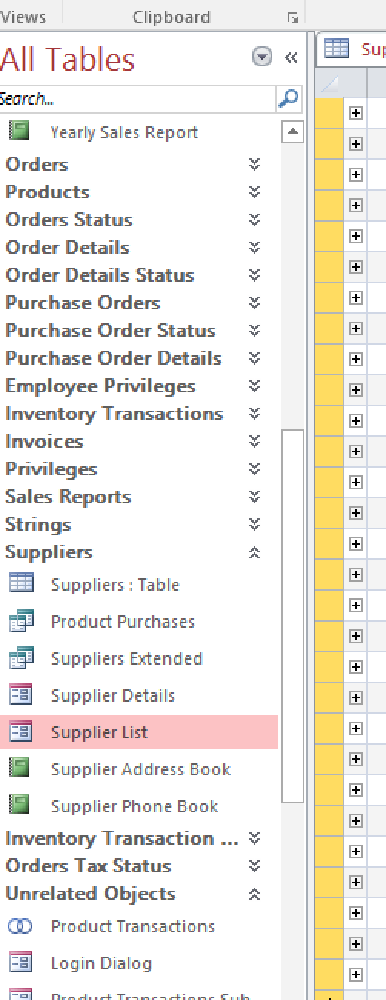 Views
Clipboard
All Tables
Search...
Yearly Sales Report
Orders
Products
Orders Status
Order Details
Order Details Status
Purchase Orders
Purchase Order Status
Purchase Order Details
Employee Privileges
Inventory Transactions
Invoices
Privileges
Sales Reports
Strings
Suppliers
Suppliers : Table
Product Purchases
Suppliers Extended
Supplier Details
Supplier List
Supplier Address Book
Supplier Phone Book
Inventory Transaction ...
Orders Tax Status
Unrelated Objects
Product Transactions
Login Dialog
Product Transactions Sub
Sup